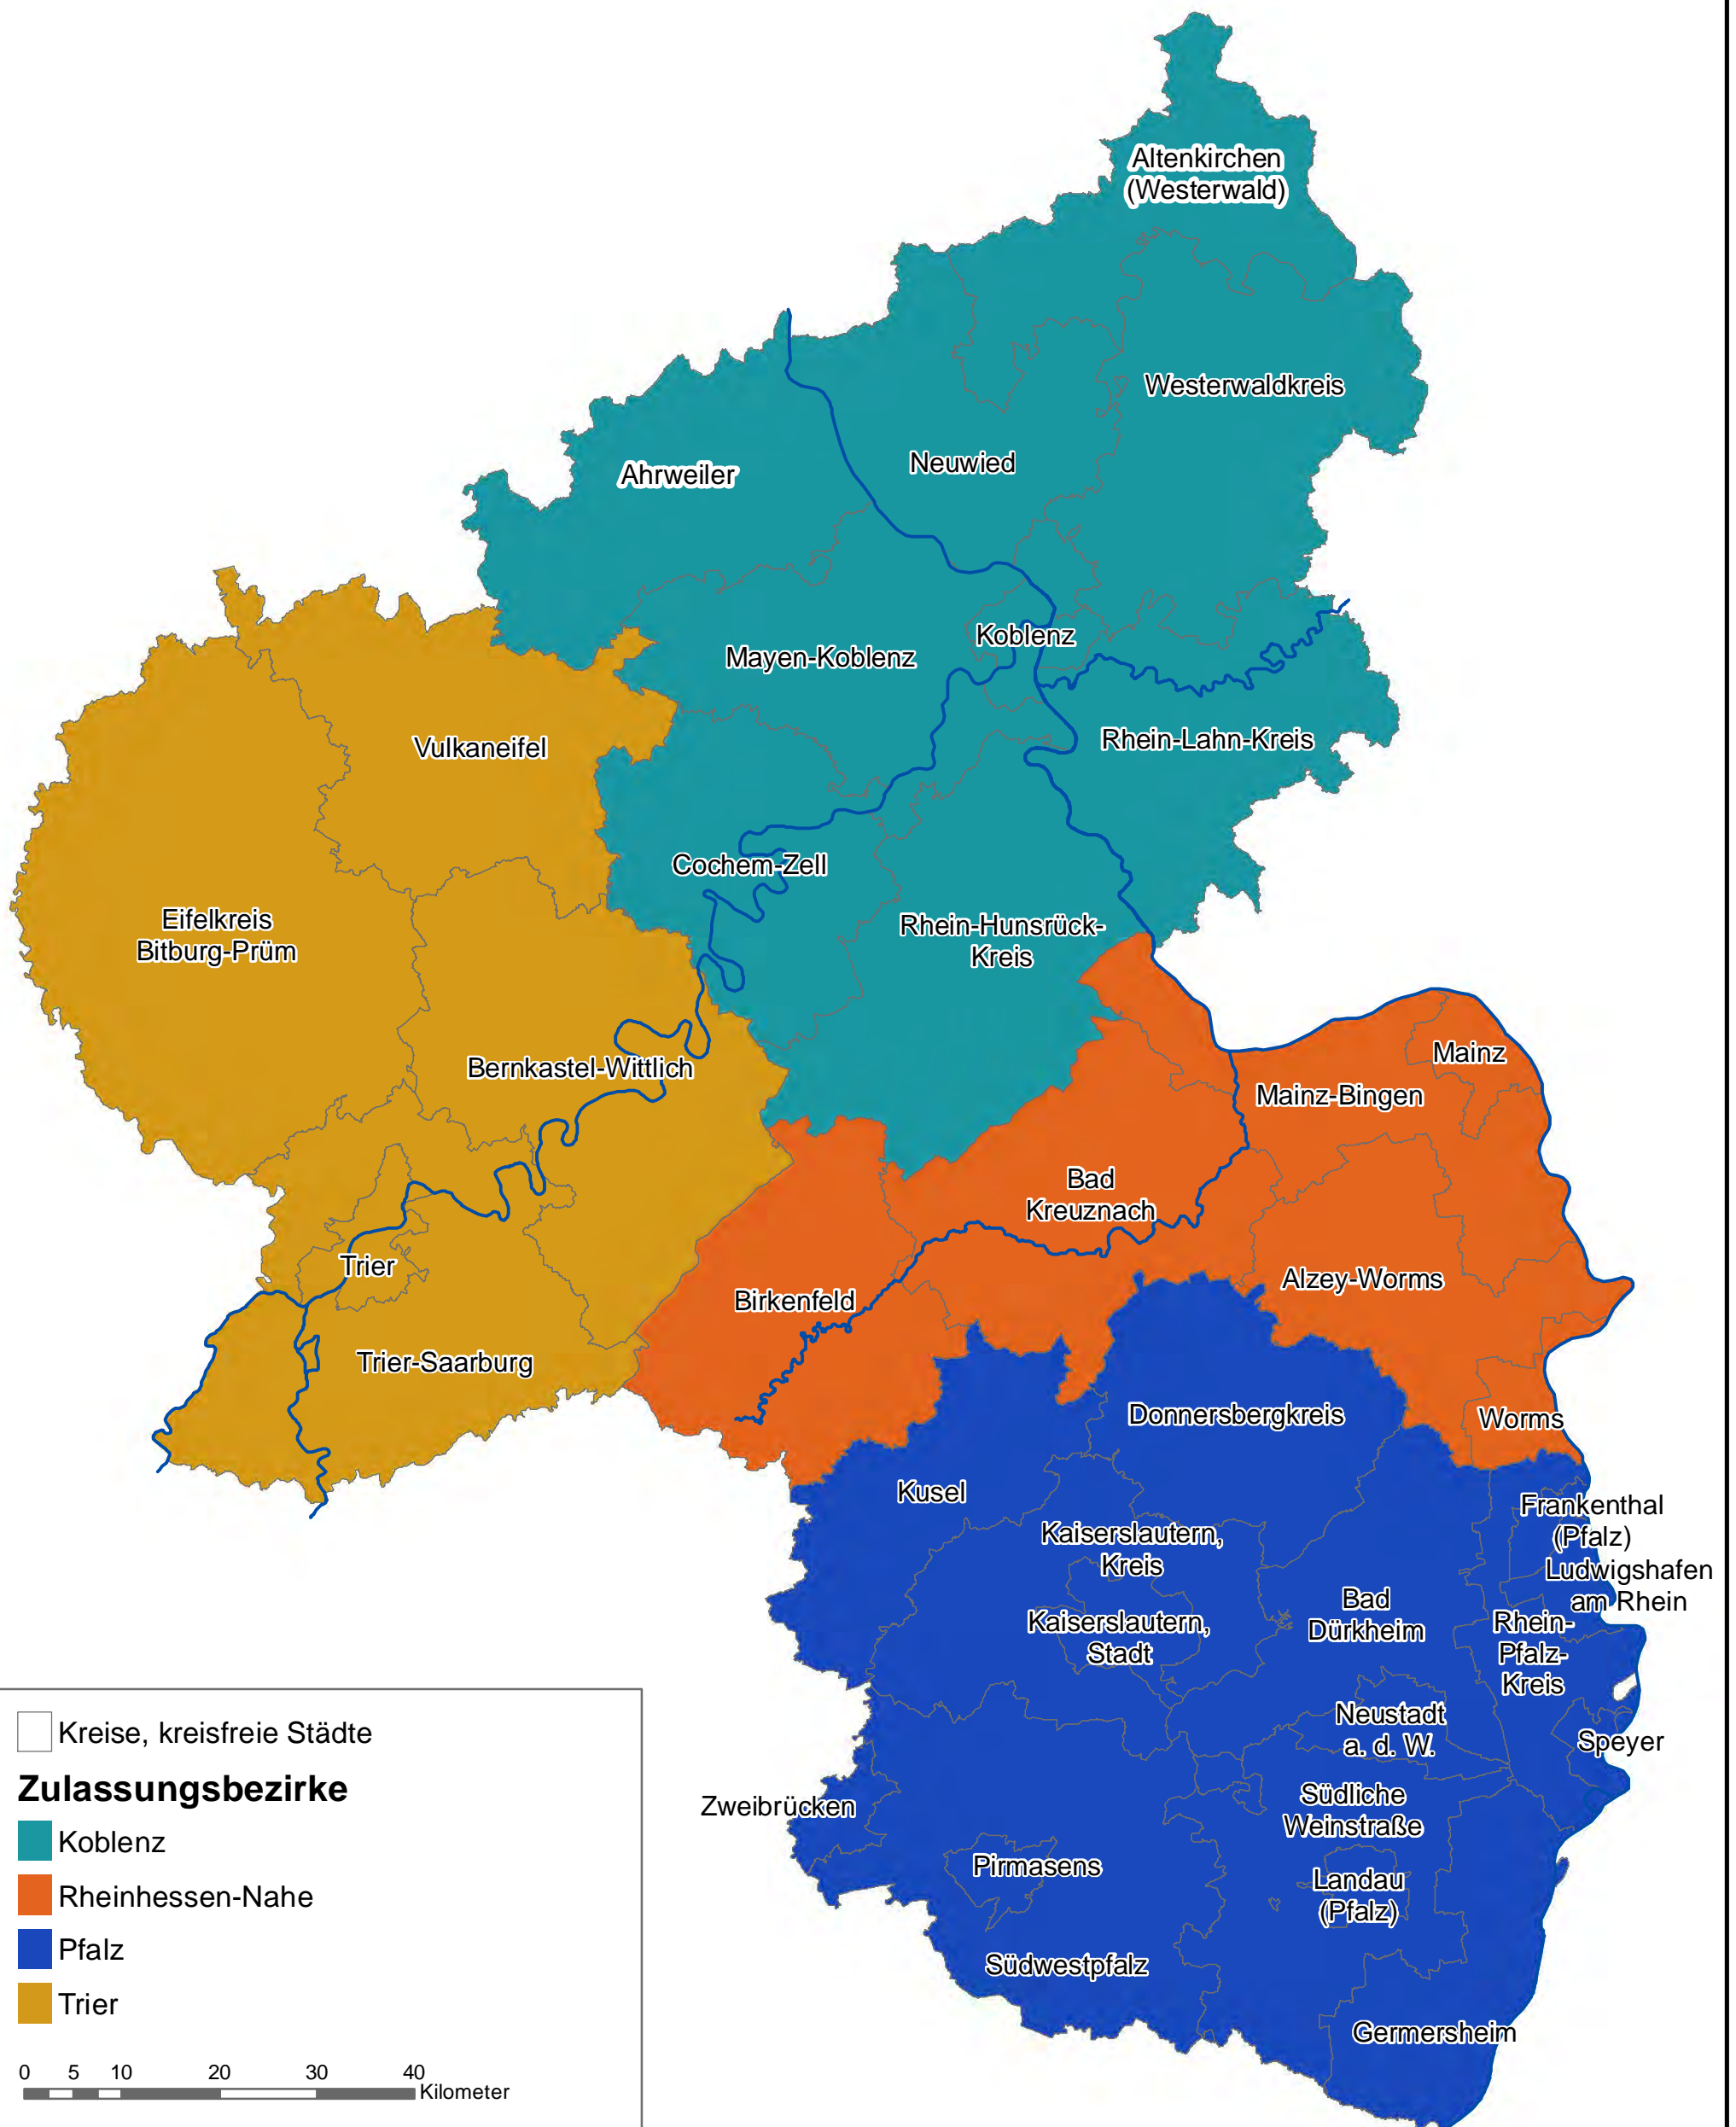 Altenkirchen
(Westerwald)
Westerwaldkreis
Neuwied
Ahrweiler
Koblenz
Mayen-Koblenz
Rhein-Lahn-Kreis
Vulkaneifel
Cochem-Zell
Eifelkreis
Bitburg-Prüm
Rhein-Hunsrück-
Kreis
Mainz
Bernkastel-Wittlich
Mainz-Bingen
Bad
Kreuznach
Trier
Alzey-Worms
Birkenfeld
Trier-Saarburg
Donnersbergkreis
Worms
Kusel
Frankenthal
(Pfalz)
Kaiserslautern,
Kreis
Ludwigshafen
am Rhein
Bad
Dürkheim
Kaiserslautern,
Stadt
Rhein-
Pfalz-
Kreis
Neustadt
a. d. W.
Speyer
Zweibrücken
Südliche
Weinstraße
Pirmasens
Landau
(Pfalz)
Südwestpfalz
Germersheim
Kreise, kreisfreie Städte
Zulassungsbezirke
Koblenz
Rheinhessen-Nahe
Pfalz
Trier
0 5 10 20 30 40
Kilometer